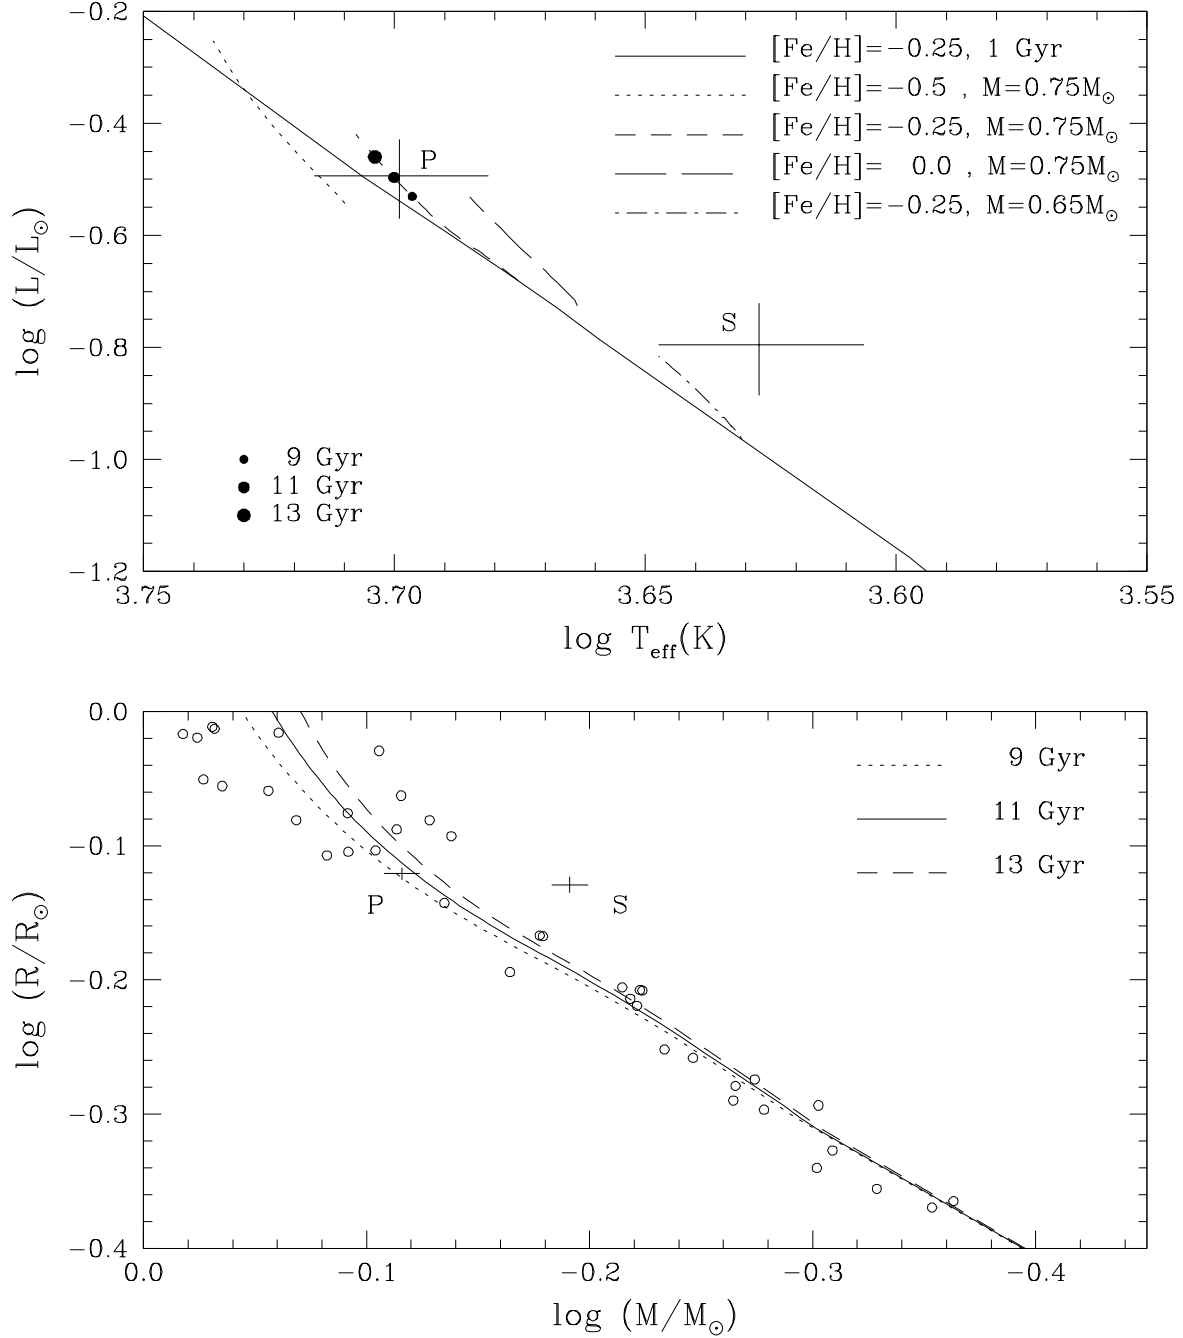 −0.2
−0.4
−0.6
−0.8
−1.0
−1.2
log (L/L⊙)
[Fe/H]=−0.25, 1 Gyr
[Fe/H]=−0.5 , M=0.75M⊙
[Fe/H]=−0.25, M=0.75M⊙
[Fe/H]= 0.0 , M=0.75M⊙
[Fe/H]=−0.25, M=0.65M⊙
P
S
9 Gyr
11 Gyr
13 Gyr
3.75 3.70 3.65 3.60 3.55
log Teff(K)
0.0
−0.1
−0.2
−0.3
−0.4
log (R/R⊙)
9 Gyr
11 Gyr
13 Gyr
P
S
0.0 −0.1 −0.2 −0.3 −0.4
log (M/M⊙)